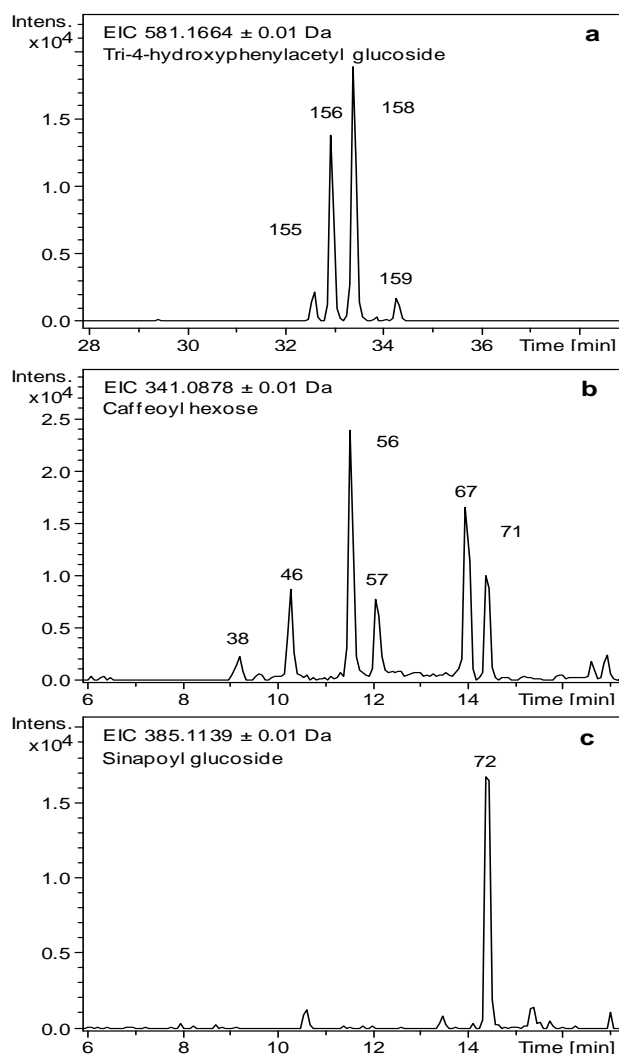 Intens.
x10⁴
EIC 581.1664 ± 0.01 Da
Tri-4-hydroxyphenylacetyl glucoside
a
1.5
1.0
0.5
0.0
155
156
158
159
28 30 32 34 36 Time [min]
Intens.
x10⁴
EIC 341.0878 ± 0.01 Da
Caffeoyl hexose
b
2.5
2.0
1.5
1.0
0.5
0.0
38
46
56
57
67
71
6 8 10 12 14 Time [min]
Intens.
x10⁴
EIC 385.1139 ± 0.01 Da
Sinapoyl glucoside
c
1.5
1.0
0.5
0.0
72
6 8 10 12 14 Time [min]